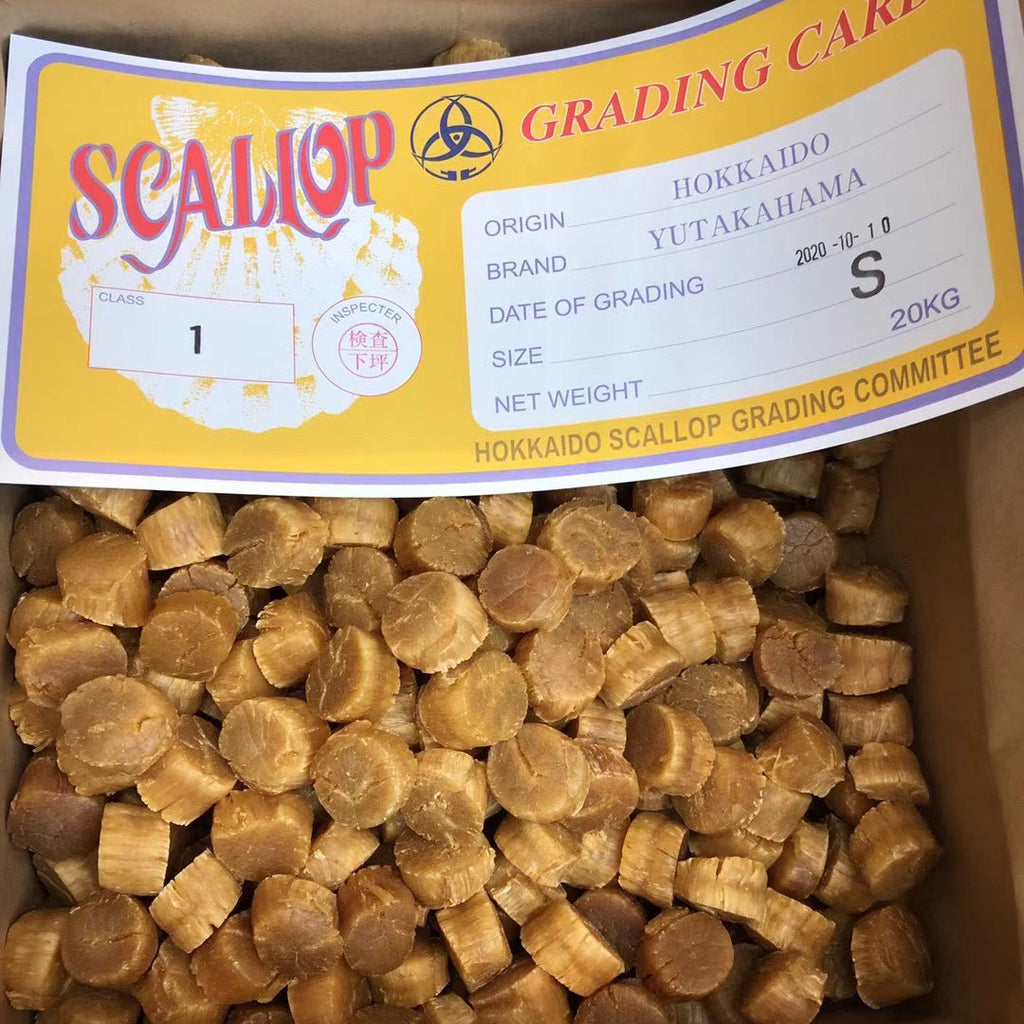 SCALLOP
GRADING CARD
ORIGIN HOKKAIDO
BRAND YUTAKAHAMA
DATE OF GRADING 2020-10-10
SIZE S
NET WEIGHT 20KG
CLASS
1
INSPECTER
検査
下坪
HOKKAIDO SCALLOP GRADING COMMITTEE